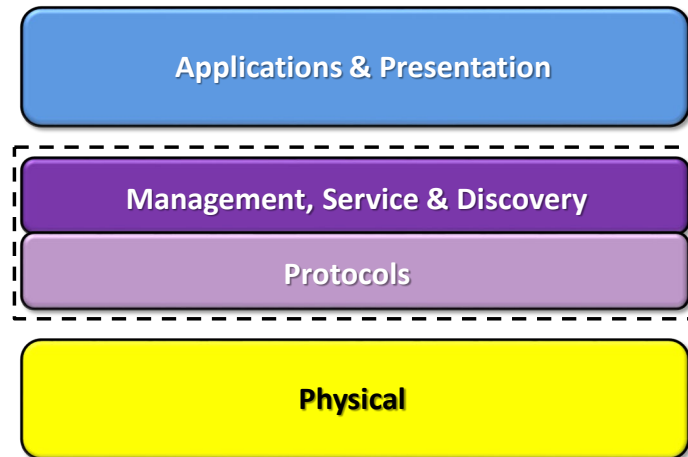 Applications & Presentation
Management, Service & Discovery
Protocols
Physical